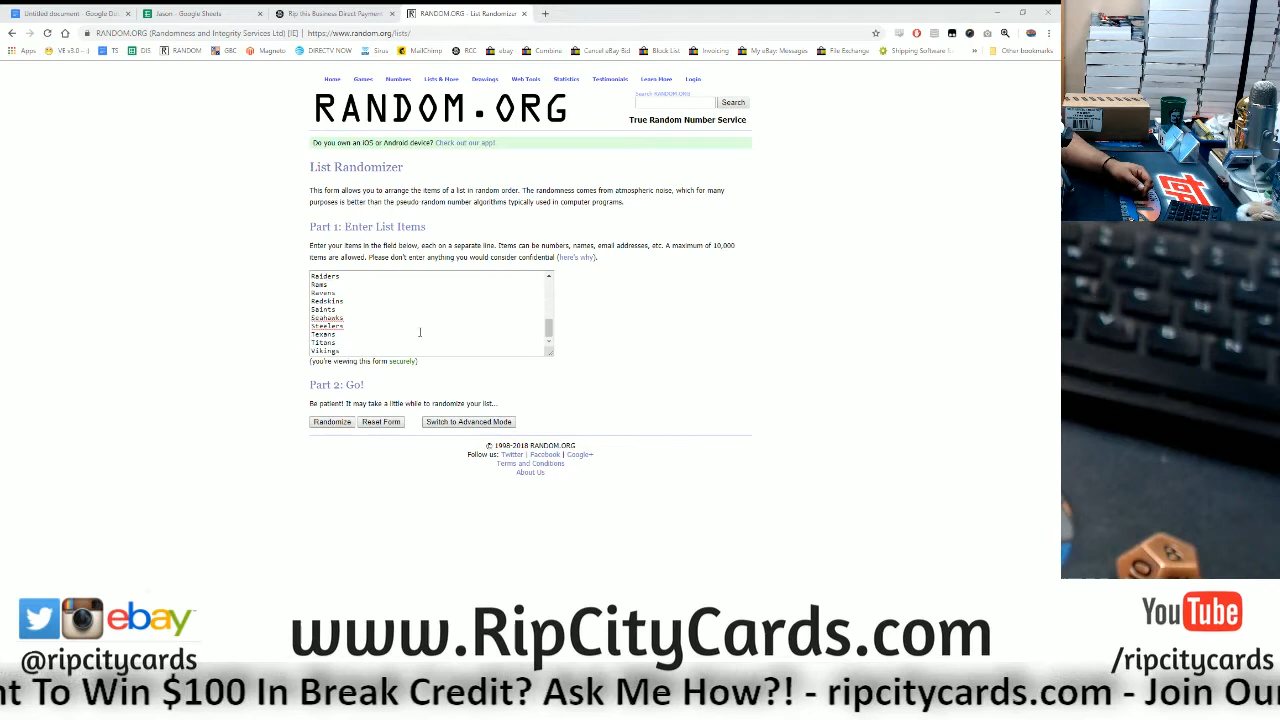 Untitled document - Google Do
Jason - Google Sheets
Rip this Business Direct Payment
RANDOM.ORG - List Randomizer
RANDOM.ORG (Randomness and Integrity Services Ltd) [IE] | https://www.random.org/lists/
Apps VE v3.0 TS DIS RANDOM GBC Magneto DIRECTV NOW Sirus MailChimp RCC ebay Combine Cancel eBay Bid Block List Invoicing My eBay: Messages File Exchange Shipping Software f » Other bookmarks
Home Games Numbers Lists & More Drawings Web Tools Statistics Testimonials Learn More Login
RANDOM.ORG
Search RANDOM.ORG
Search
True Random Number Service
Do you own an iOS or Android device? Check out our app!
List Randomizer
This form allows you to arrange the items of a list in random order. The randomness comes from atmospheric noise, which for many
purposes is better than the pseudo-random number algorithms typically used in computer programs.
Part 1: Enter List Items
Enter your items in the field below, each on a separate line. Items can be numbers, names, email addresses, etc. A maximum of 10,000
items are allowed. Please don't enter anything you would consider confidential (here's why).
Raiders
Rams
Ravens
Redskins
Saints
Seahawks
Steelers
Texans
Titans
Vikings
(you're viewing this form securely)
Part 2: Go!
Be patient! It may take a little while to randomize your list...
Randomize Reset Form Switch to Advanced Mode
© 1998-2018 RANDOM.ORG
Follow us: Twitter | Facebook | Google+
Terms and Conditions
About Us
10
ebay
@ripcitycards
www.RipCityCards.com
YouTube
/ripcitycards
nt To Win $100 In Break Credit? Ask Me How?! - ripcitycards.com - Join Our